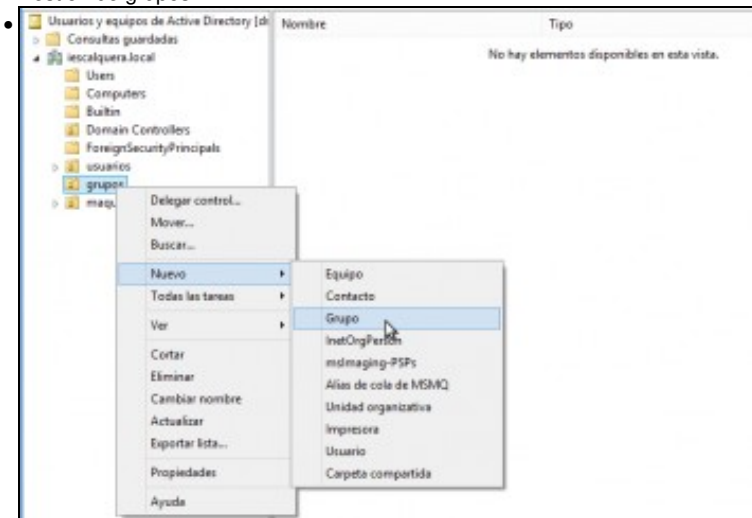 Usuarios y equipos de Active Directory [
Consultas guardadas
iescalquera.local
Users
Computers
Builtin
Domain Controllers
ForeignSecurityPrincipals
usuarios
grupos
maqu
Nombre
Tipo
No hay elementos disponibles en esta vista.
Delegar control...
Mover...
Buscar...
Nuevo
Todas las tareas
Ver
Cortar
Eliminar
Cambiar nombre
Actualizar
Exportar lista...
Propiedades
Ayuda
Equipo
Contacto
Grupo
InetOrgPerson
msImaging-PSPs
Alias de cola de MSMQ
Unidad organizativa
Impresora
Usuario
Carpeta compartida